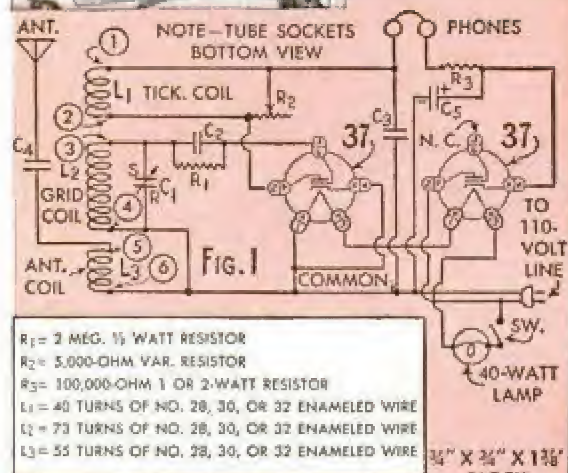 ANT.
NOTE–TUBE SOCKETS
BOTTOM VIEW
PHONES
1
L1 TICK. COIL
R2
R3
C5
2
3
C4
L2
C2
C3
37
N. C.
37
S
R
C1
R1
GRID
COIL
4
TO
110-
VOLT
LINE
5
ANT.
COIL
L3
6
FIG. 1
COMMON
SW.
40-WATT
LAMP
R1= 2 MEG. ½ WATT RESISTOR
R2= 5,000-OHM VAR. RESISTOR
R3= 100,000-OHM 1 OR 2-WATT RESISTOR
L1= 40 TURNS OF NO. 28, 30, OR 32 ENAMELED WIRE
L2= 73 TURNS OF NO. 28, 30, OR 32 ENAMELED WIRE
L3= 55 TURNS OF NO. 28, 30, OR 32 ENAMELED WIRE
¾" X ¾" X 1⅜"